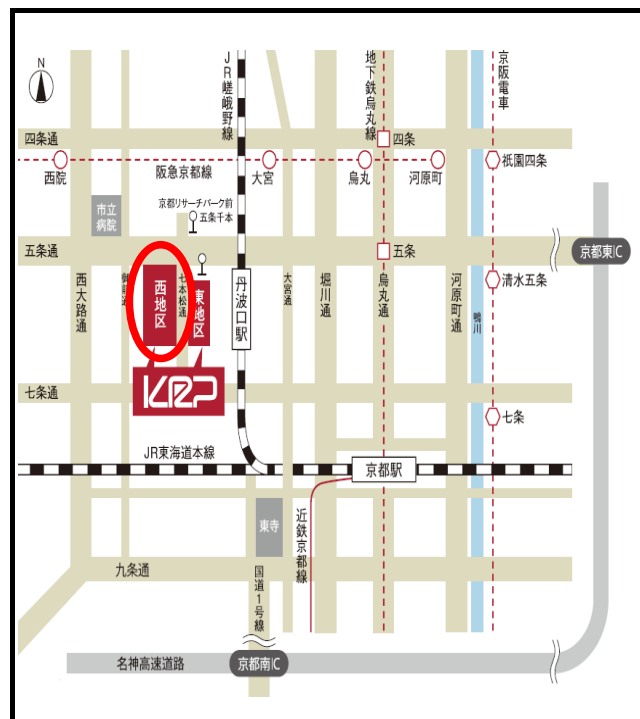 N
JR嵯峨野線
地下鉄烏丸線
京阪電車
四条通
四条
西院
阪急京都線
大宮
烏丸
河原町
祇園四条
市立
病院
京都リサーチパーク前
五条千本
五条通
五条
京都東IC
西大路通
御前通
西地区
七本松通
東地区
丹波口駅
大宮通
堀川通
烏丸通
河原町通
鴨川
清水五条
KRP
七条通
七条
JR東海道本線
京都駅
東寺
近鉄京都線
九条通
国道1号線
名神高速道路
京都南IC